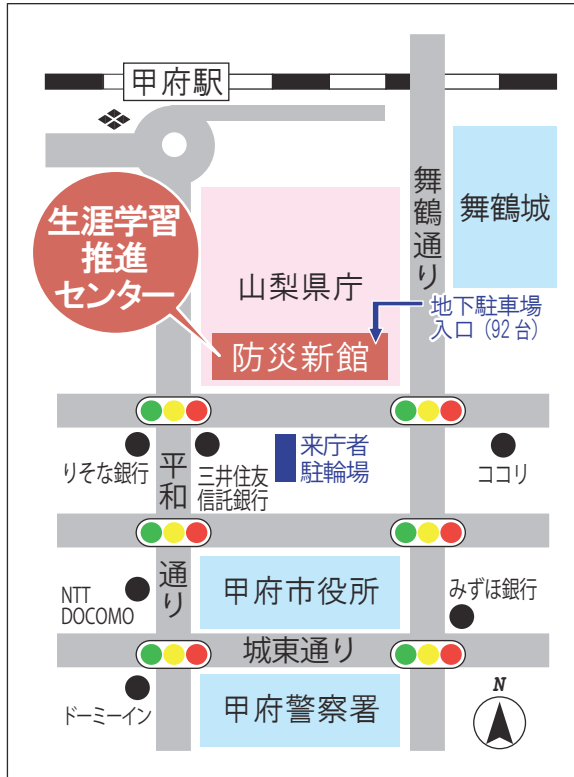 甲府駅
生涯学習
推進
センター
山梨県庁
防災新館
舞鶴通り
舞鶴城
地下駐車場
入口（92台）
りそな銀行
平和
三井住友
信託銀行
来庁者
駐輪場
ココリ
NTT
DOCOMO
通り
甲府市役所
みずほ銀行
城東通り
ドーミーイン
甲府警察署
N